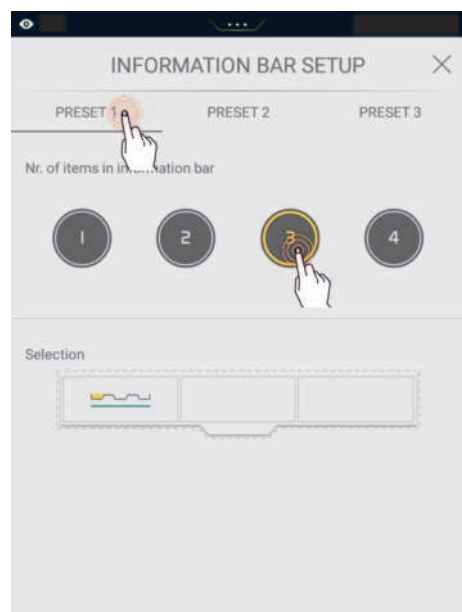 INFORMATION BAR SETUP
PRESET 1 PRESET 2 PRESET 3
Nr. of items in information bar
1 2 3 4
Selection